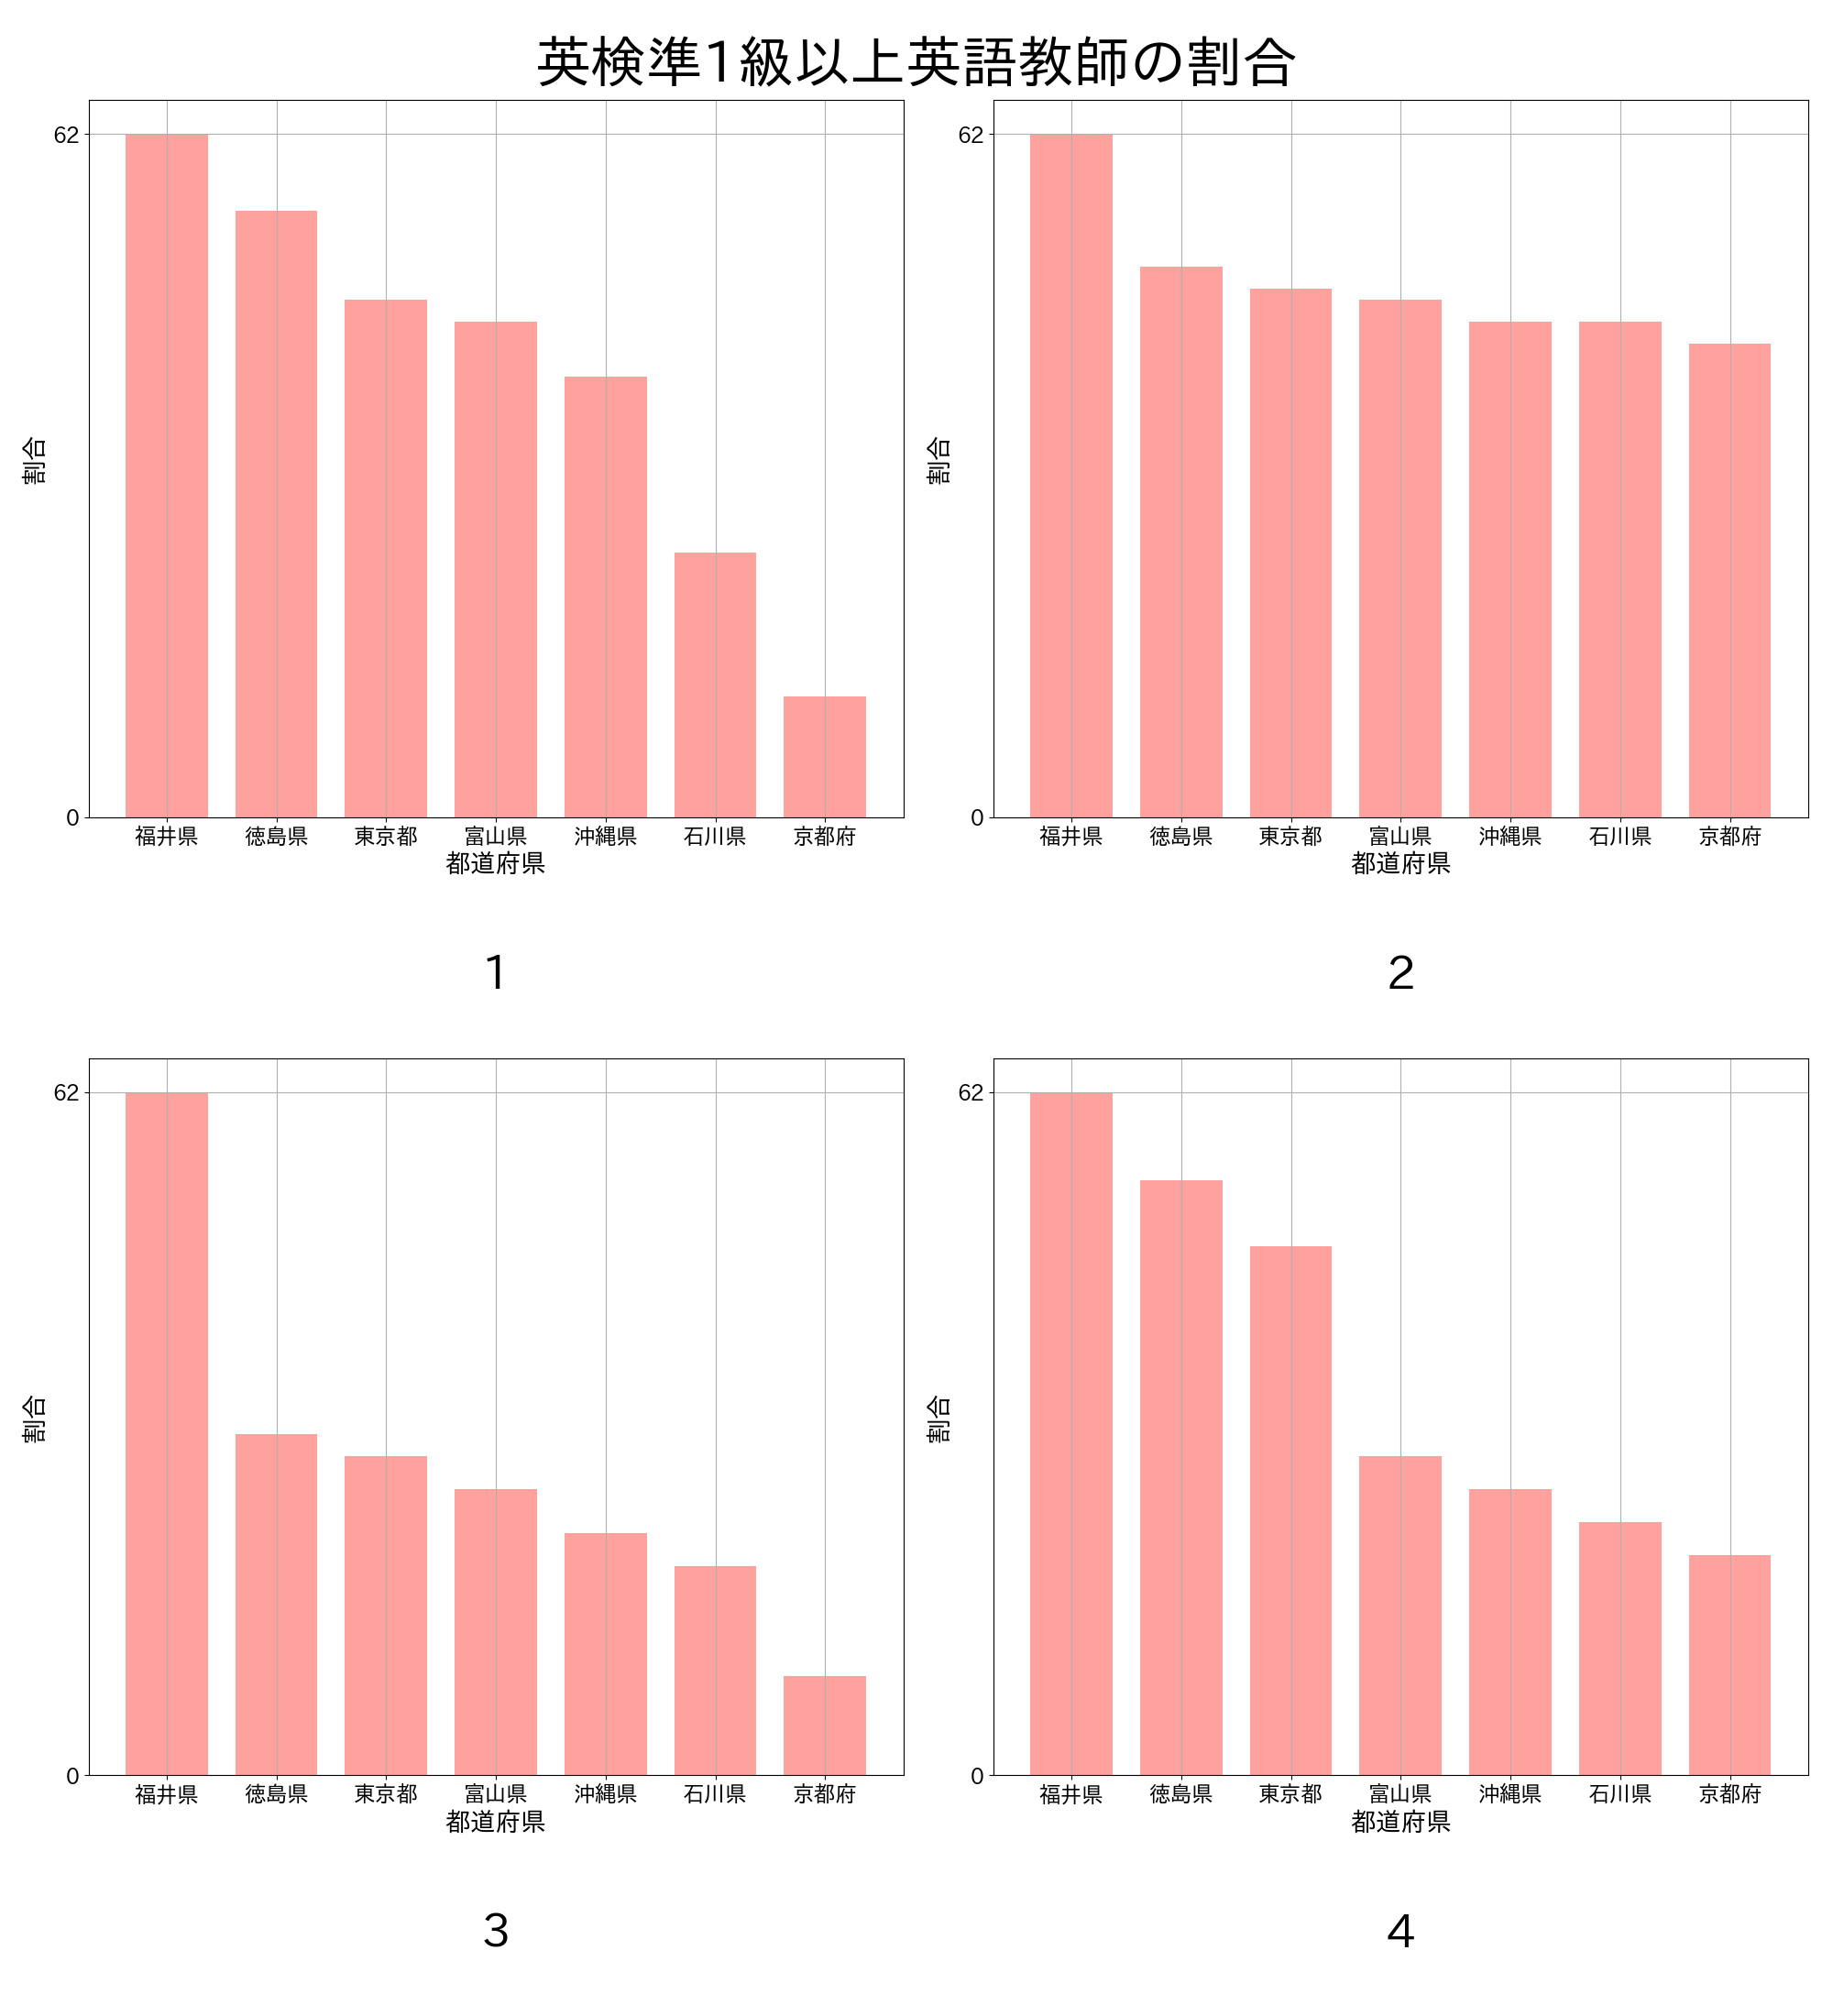 英検準1級以上英語教師の割合
62
0
割合
福井県 徳島県 東京都 富山県 沖縄県 石川県 京都府
都道府県
1
62
0
割合
福井県 徳島県 東京都 富山県 沖縄県 石川県 京都府
都道府県
2
62
0
割合
福井県 徳島県 東京都 富山県 沖縄県 石川県 京都府
都道府県
3
62
0
割合
福井県 徳島県 東京都 富山県 沖縄県 石川県 京都府
都道府県
4